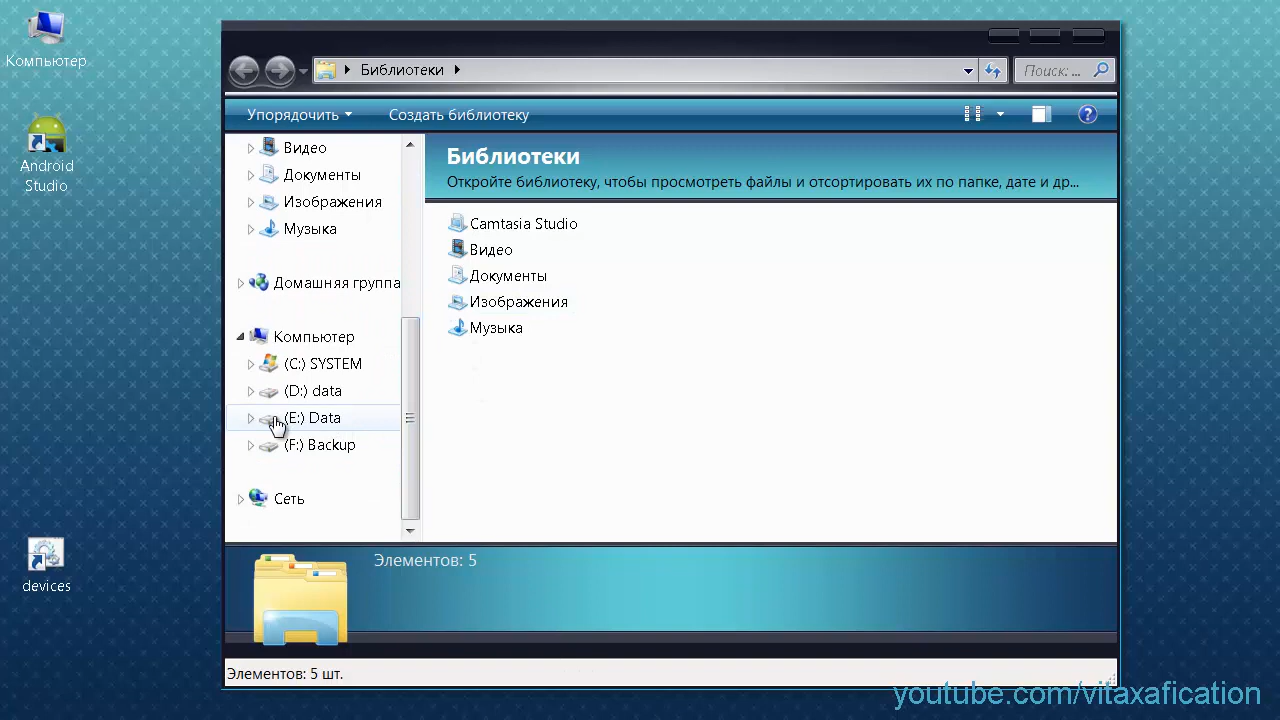 Компьютер
Android
Studio
devices
Библиотеки
Поиск: ...
Упорядочить
Создать библиотеку
Видео
Документы
Изображения
Музыка
Домашняя группа
Компьютер
(C:) SYSTEM
(D:) data
(E:) Data
(F:) Backup
Сеть
Библиотеки
Откройте библиотеку, чтобы просмотреть файлы и отсортировать их по папке, дате и др...
Camtasia Studio
Видео
Документы
Изображения
Музыка
Элементов: 5
Элементов: 5 шт.
youtube.com/vitaxafication